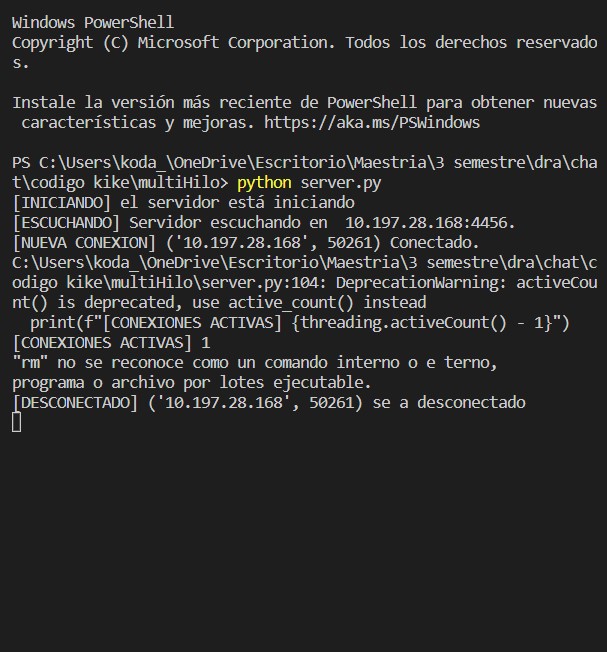 Windows PowerShell
Copyright (C) Microsoft Corporation. Todos los derechos reservado
s.
Instale la versión más reciente de PowerShell para obtener nuevas
 características y mejoras. https://aka.ms/PSWindows
PS C:\Users\koda_\OneDrive\Escritorio\Maestria\3 semestre\dra\cha
t\codigo kike\multiHilo> python server.py
[INICIANDO] el servidor está iniciando
[ESCUCHANDO] Servidor escuchando en  10.197.28.168:4456.
[NUEVA CONEXION] ('10.197.28.168', 50261) Conectado.
C:\Users\koda_\OneDrive\Escritorio\Maestria\3 semestre\dra\chat\c
odigo kike\multiHilo\server.py:104: DeprecationWarning: activeCou
nt() is deprecated, use active_count() instead
  print(f"[CONEXIONES ACTIVAS] {threading.activeCount() - 1}")
[CONEXIONES ACTIVAS] 1
"rm" no se reconoce como un comando interno o e terno,
programa o archivo por lotes ejecutable.
[DESCONECTADO] ('10.197.28.168', 50261) se a desconectado